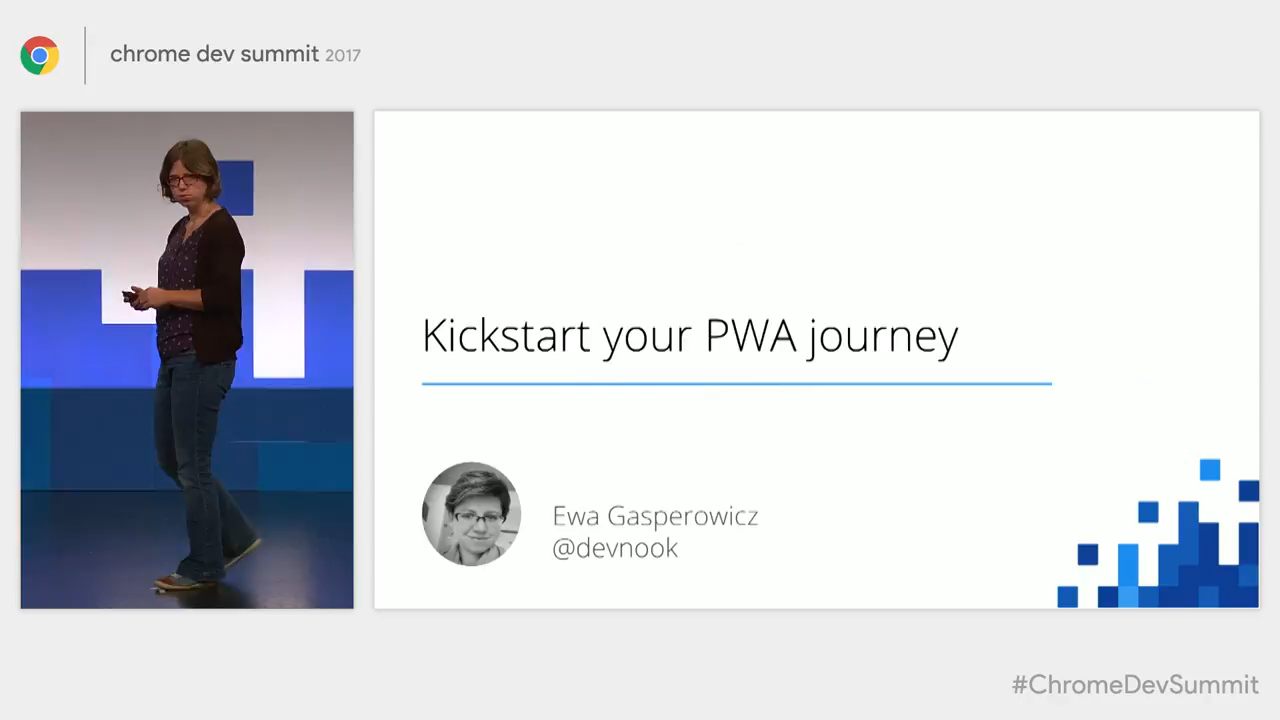 chrome dev summit 2017
Kickstart your PWA journey
Ewa Gasperowicz
@devnook
#ChromeDevSummit